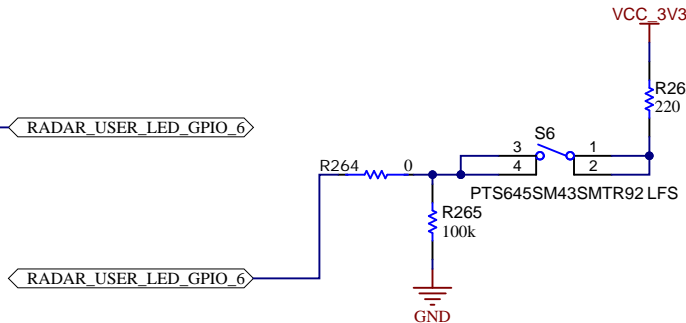 VCC_3V3
R26
220
RADAR_USER_LED_GPIO_6
S6
3
1
4
2
R264
0
PTS645SM43SMTR92 LFS
R265
100k
RADAR_USER_LED_GPIO_6
GND